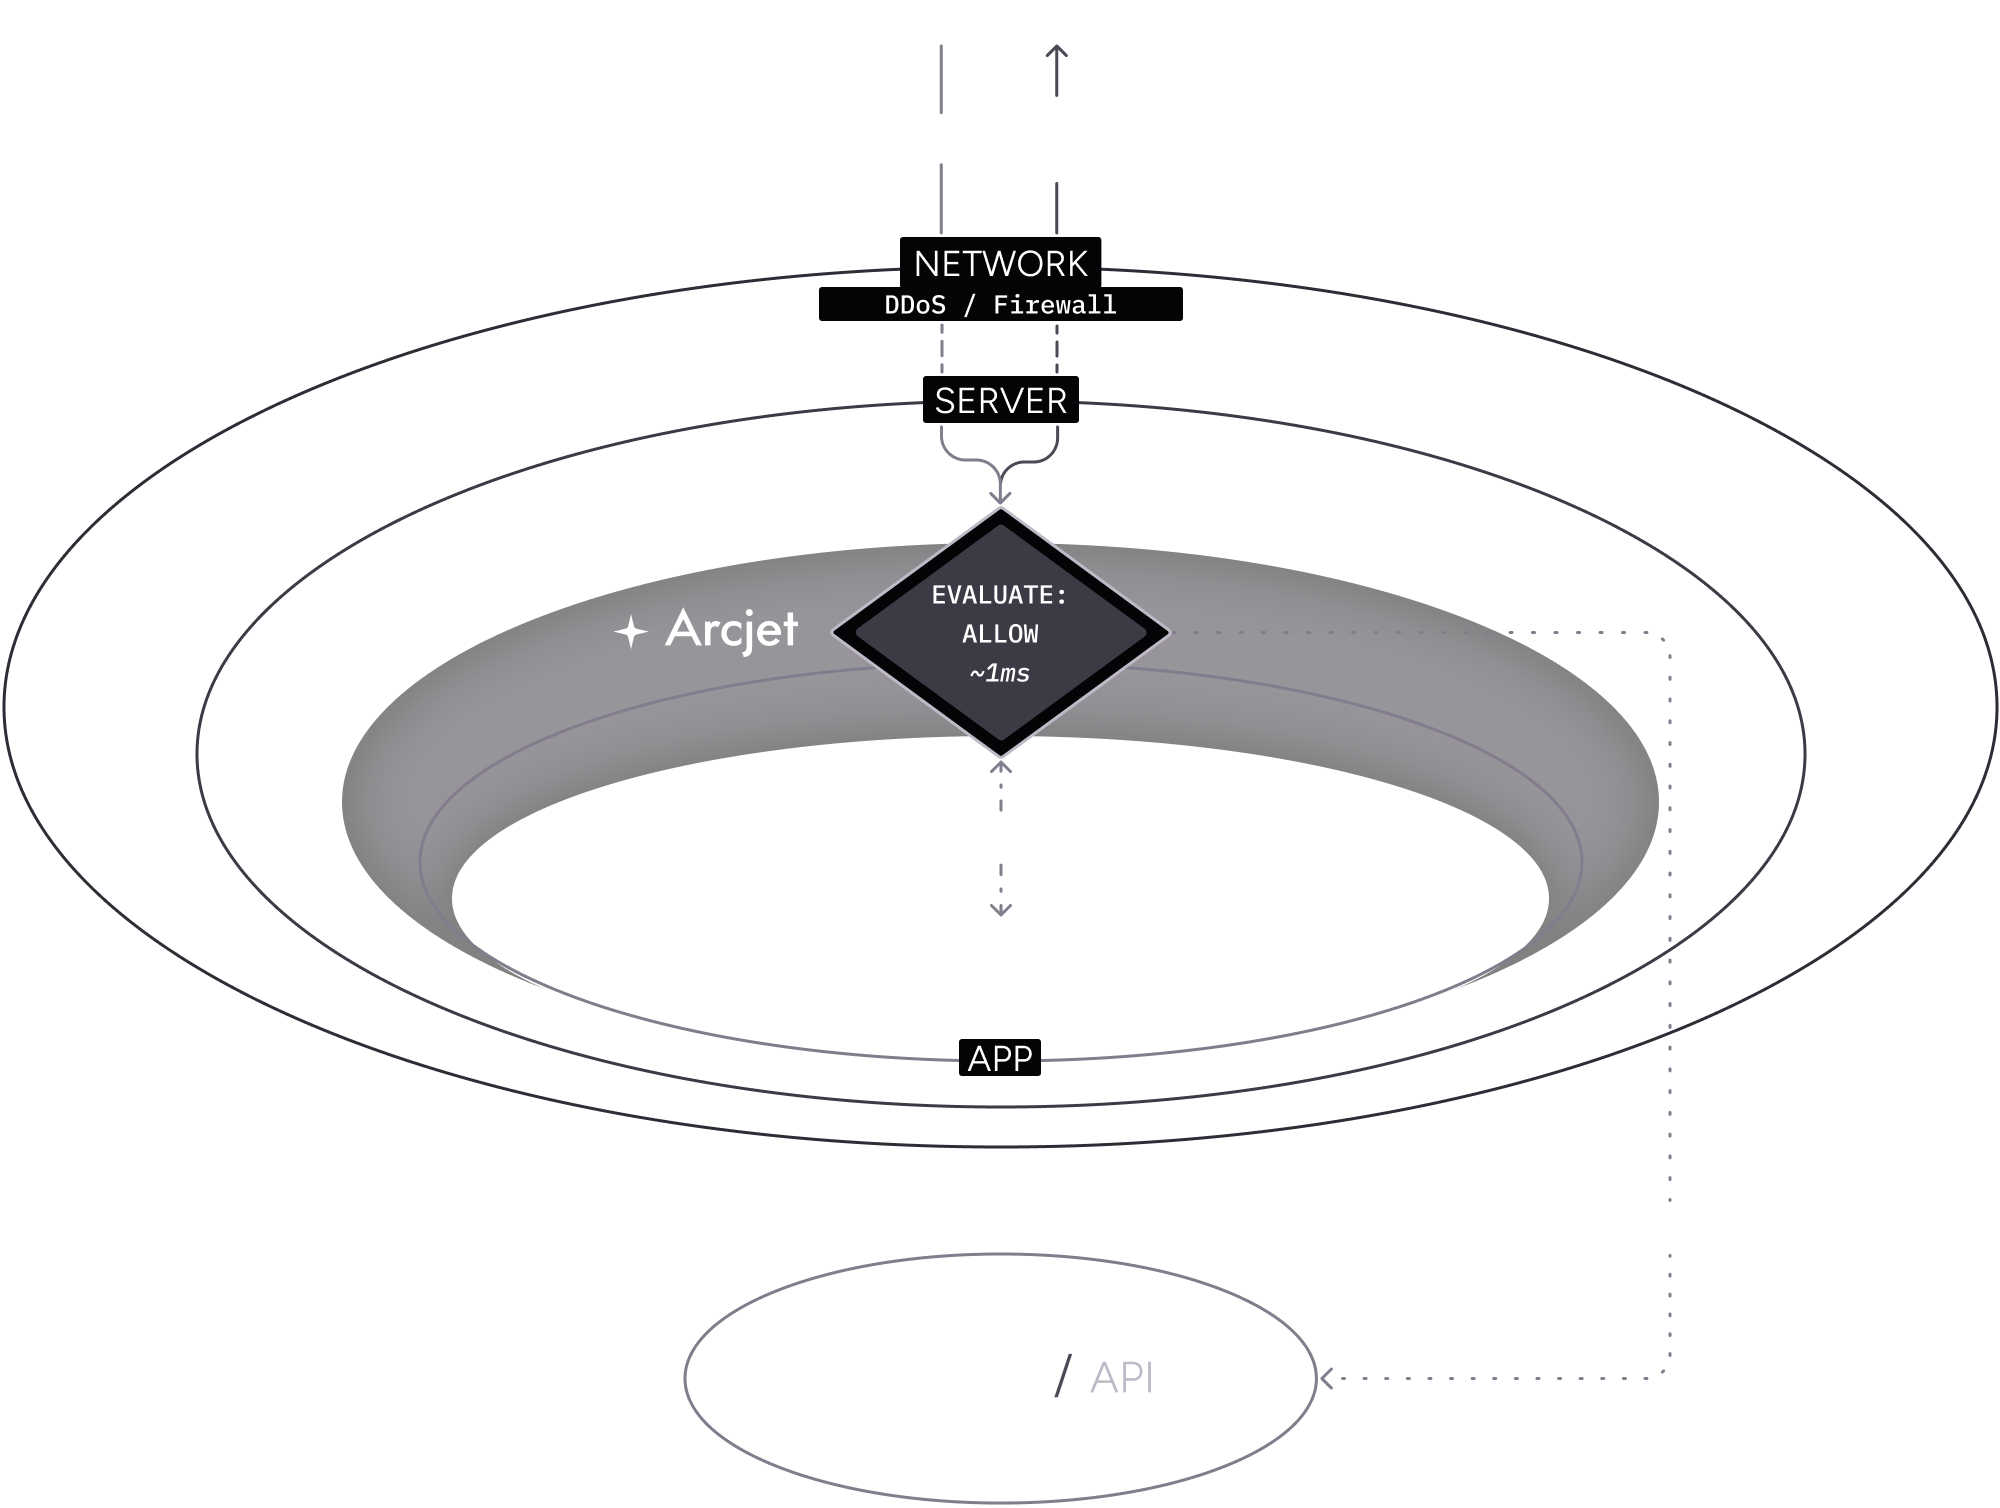 NETWORK
DDoS / Firewall
SERVER
Arcjet
EVALUATE:
ALLOW
~1ms
APP
/ API